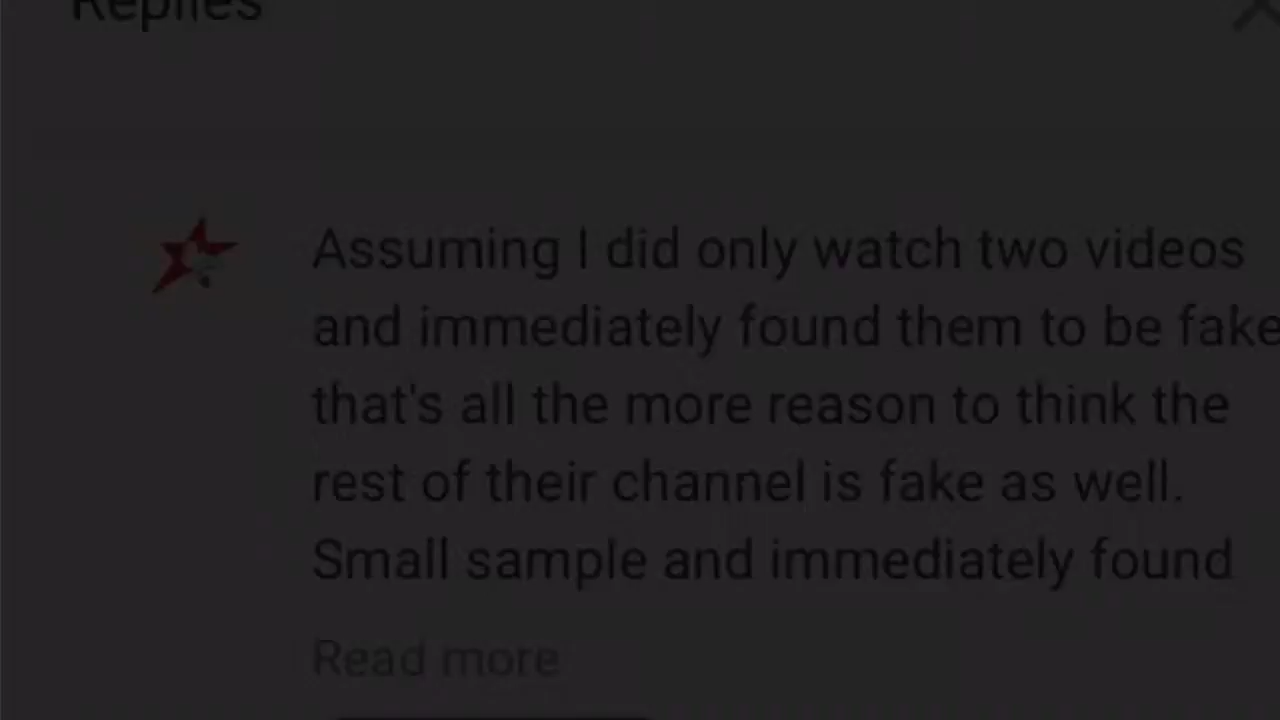 Replies
Assuming I did only watch two videos
and immediately found them to be fake
that's all the more reason to think the
rest of their channel is fake as well.
Small sample and immediately found
Read more